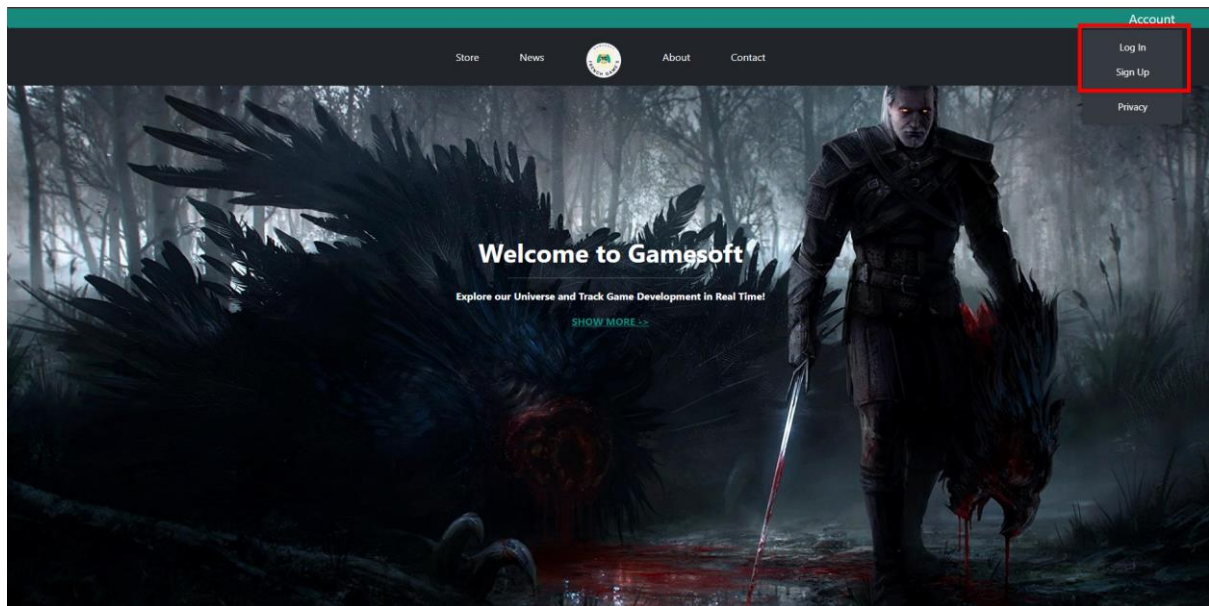 Account
Log In
Sign Up
Privacy
Store News About Contact
Welcome to Gamesoft
Explore our Universe and Track Game Development in Real Time!
SHOW MORE ->